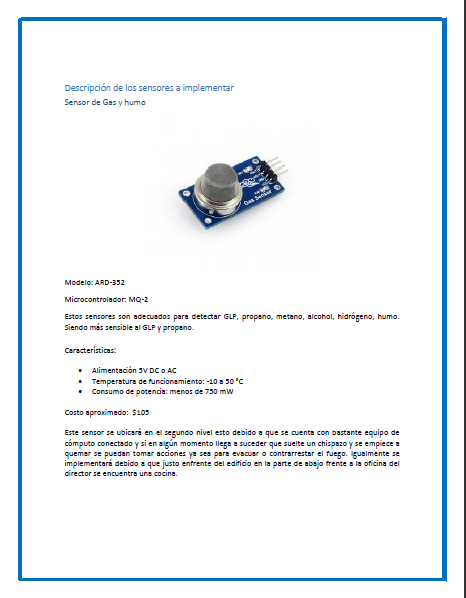 Descripción de los sensores a implementar
Sensor de Gas y humo
Gas Sensor
Modelo: ARD-352
Microcontrolador: MQ-2
Estos sensores son adecuados para detectar GLP, propano, metano, alcohol, hidrógeno, humo.
Siendo más sensible al GLP y propano.
Características:
• Alimentación 5V DC o AC
• Temperatura de funcionamiento: -10 a 50 °C
• Consumo de potencia: menos de 750 mW
Costo aproximado: $105
Este sensor se ubicará en el segundo nivel esto debido a que se cuenta con bastante equipo de
cómputo conectado y si en algún momento llega a suceder que suelte un chispazo y se empiece a
quemar se puedan tomar acciones ya sea para evacuar o contrarrestar el fuego. Igualmente se
implementará debido a que justo enfrente del edificio en la parte de abajo frente a la oficina del
director se encuentra una cocina.